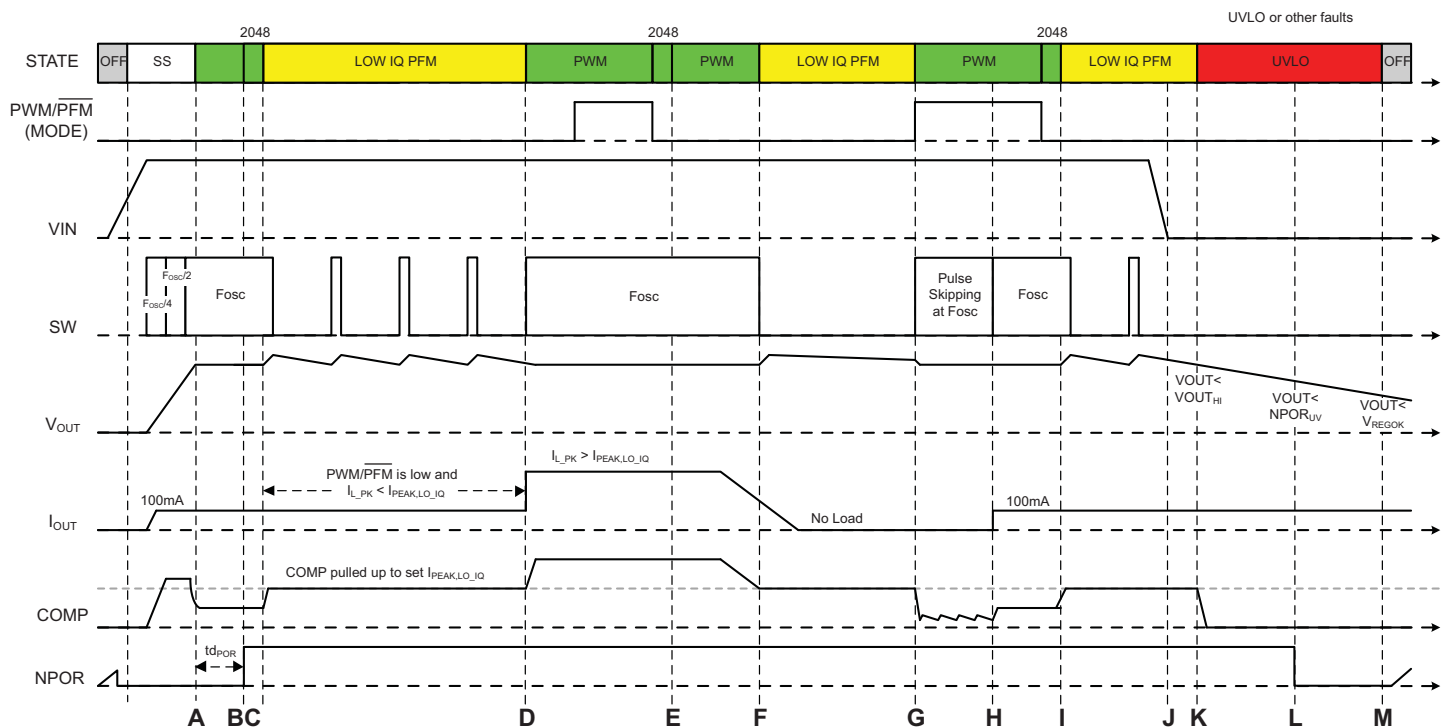 UVLO or other faults
2048
2048
2048
STATE
OFF
SS
LOW IQ PFM
PWM
PWM
LOW IQ PFM
PWM
LOW IQ PFM
UVLO
OFF
PWM/PFM
(MODE)
VIN
SW
FOSC/4
FOSC/2
Fosc
Fosc
Pulse
Skipping
at Fosc
Fosc
VOUT
VOUT<
VOUTHI
VOUT<
NPORUV
VOUT<
VREGOK
IOUT
100mA
PWM/PFM is low and
IL_PK < IPEAK,LO_IQ
IL_PK > IPEAK,LO_IQ
No Load
100mA
COMP
COMP pulled up to set IPEAK,LO_IQ
NPOR
tdPOR
A
B
C
D
E
F
G
H
I
J
K
L
M